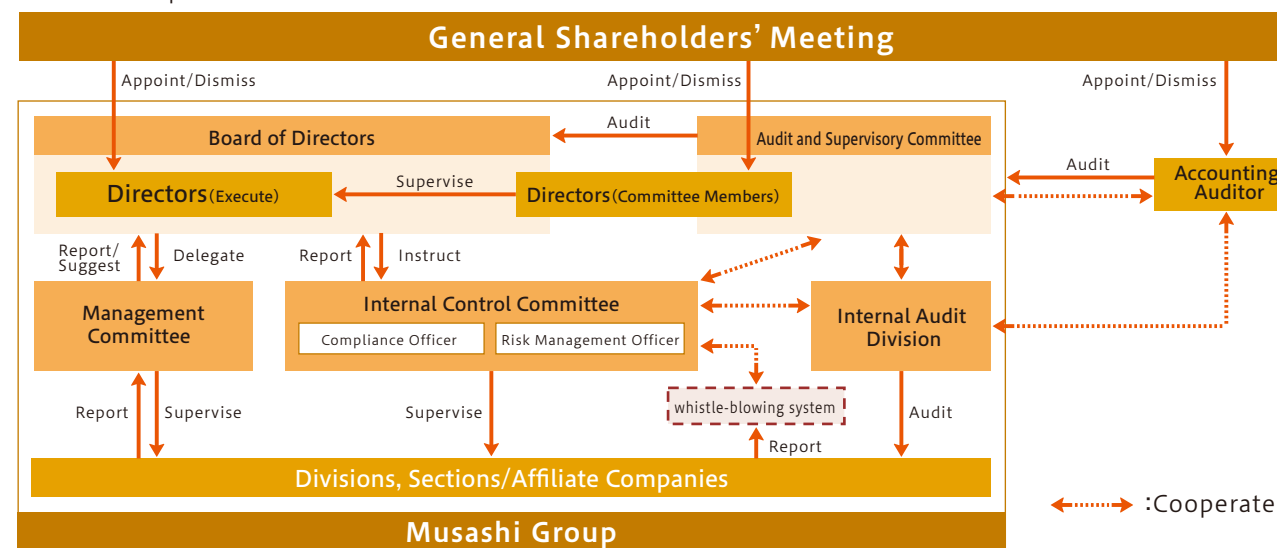 General Shareholders' Meeting
Appoint/Dismiss
Appoint/Dismiss
Appoint/Dismiss
Board of Directors
Audit
Audit and Supervisory Committee
Directors(Execute)
Supervise
Directors(Committee Members)
Audit
Accounting
Auditor
Report/
Suggest
Delegate
Report
Instruct
Management
Committee
Internal Control Committee
Compliance Officer
Risk Management Officer
Internal Audit
Division
Report
Supervise
Supervise
whistle-blowing system
Audit
Report
Divisions, Sections/Affiliate Companies
:Cooperate
Musashi Group